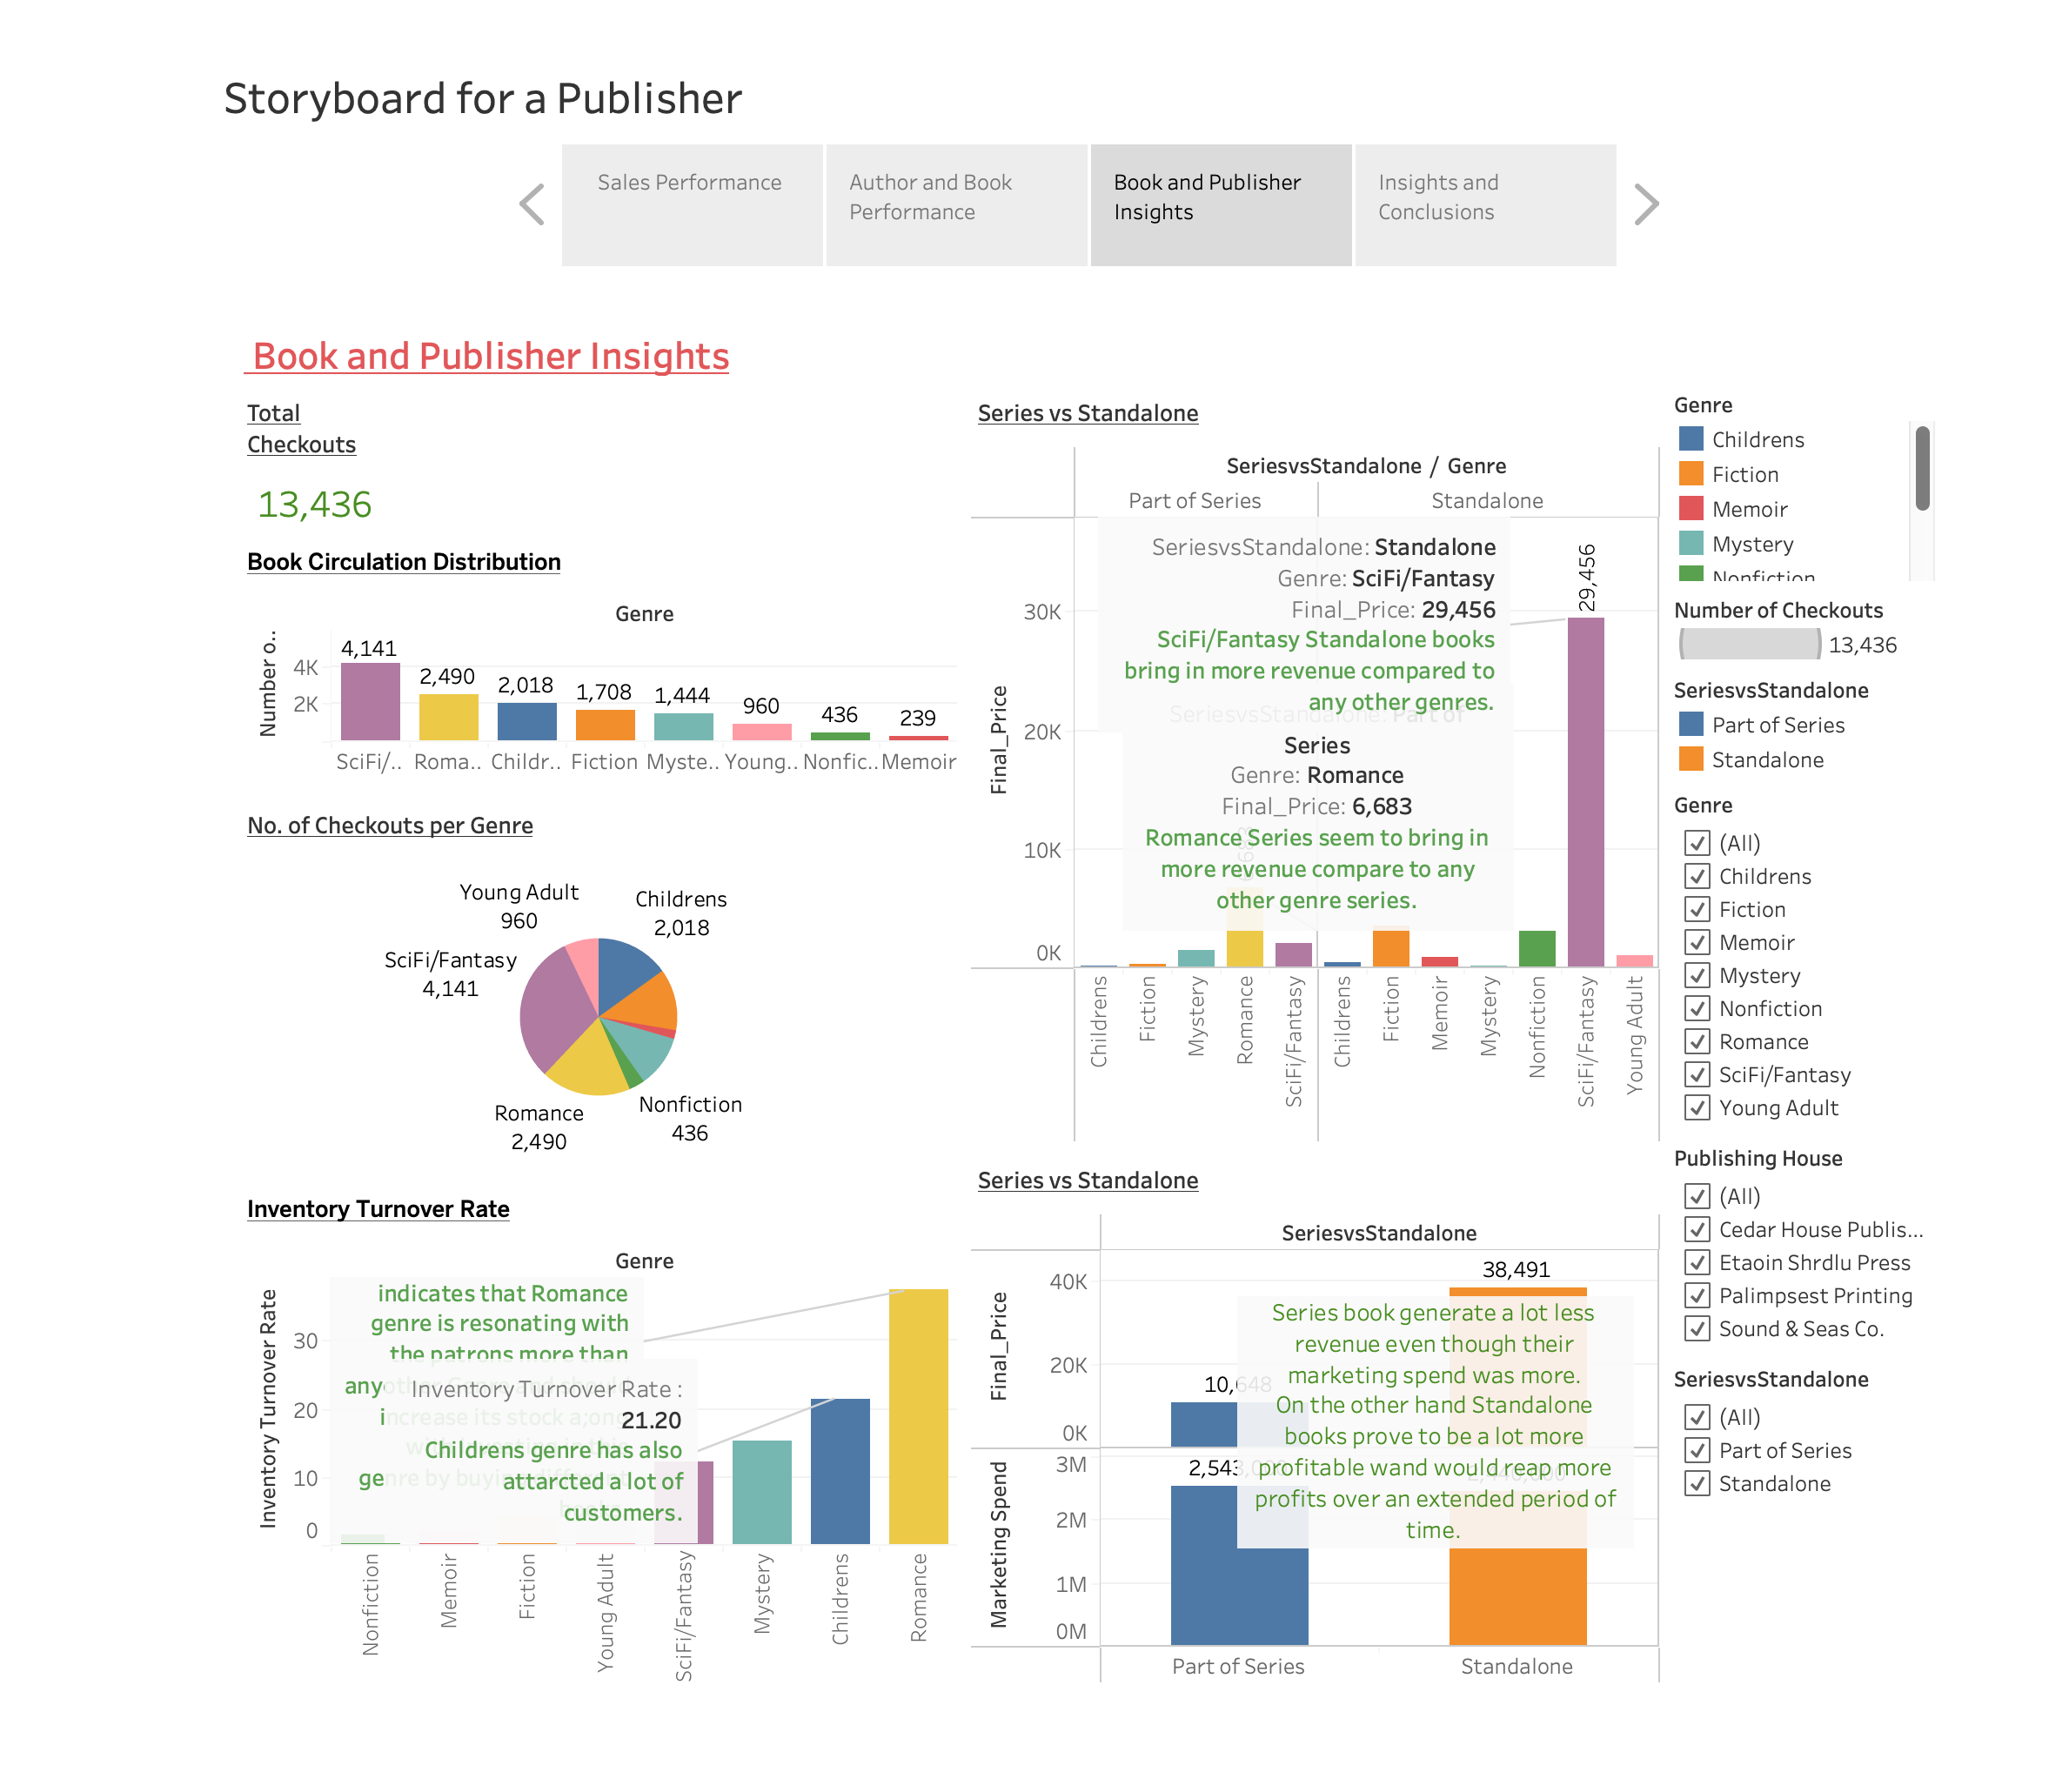 Storyboard for a Publisher
Sales Performance
Author and Book
Performance
Book and Publisher
Insights
Insights and
Conclusions
Book and Publisher Insights
Total
Checkouts
13,436
Book Circulation Distribution
Genre
Number o..
4K
2K
4,141
2,490
2,018
1,708
1,444
960
436
239
SciFi/..
Roma..
Childr..
Fiction
Myste..
Young..
Nonfic..
Memoir
No. of Checkouts per Genre
Young Adult
960
Childrens
2,018
SciFi/Fantasy
4,141
Romance
2,490
Nonfiction
436
Inventory Turnover Rate
Genre
Inventory Turnover Rate
30
20
10
0
indicates that Romance
genre is resonating with
the patrons more than
any other Genre and should
increase its stock a;ong
genre by buying different
Inventory Turnover Rate :
21.20
Childrens genre has also
attarcted a lot of
customers.
Nonfiction
Memoir
Fiction
Young Adult
SciFi/Fantasy
Mystery
Childrens
Romance
Series vs Standalone
SeriesvsStandalone / Genre
Part of Series
Standalone
Final_Price
30K
20K
10K
0K
SeriesvsStandalone: Standalone
Genre: SciFi/Fantasy
Final_Price: 29,456
SciFi/Fantasy Standalone books
bring in more revenue compared to
any other genres.
SeriesvsStandalone: Part of
Series
Genre: Romance
Final_Price: 6,683
Romance Series seem to bring in
more revenue compare to any
other genre series.
29,456
Childrens
Fiction
Mystery
Romance
SciFi/Fantasy
Childrens
Fiction
Memoir
Mystery
Nonfiction
SciFi/Fantasy
Young Adult
Series vs Standalone
SeriesvsStandalone
Final_Price
40K
20K
0K
10,648
38,491
Marketing Spend
3M
2M
1M
0M
Series book generate a lot less
revenue even though their
marketing spend was more.
On the other hand Standalone
books prove to be a lot more
profitable wand would reap more
profits over an extended period of
time.
Part of Series
Standalone
Genre
Childrens
Fiction
Memoir
Mystery
Nonfiction
Number of Checkouts
13,436
SeriesvsStandalone
Part of Series
Standalone
Genre
(All)
Childrens
Fiction
Memoir
Mystery
Nonfiction
Romance
SciFi/Fantasy
Young Adult
Publishing House
(All)
Cedar House Publis...
Etaoin Shrdlu Press
Palimpsest Printing
Sound & Seas Co.
SeriesvsStandalone
(All)
Part of Series
Standalone